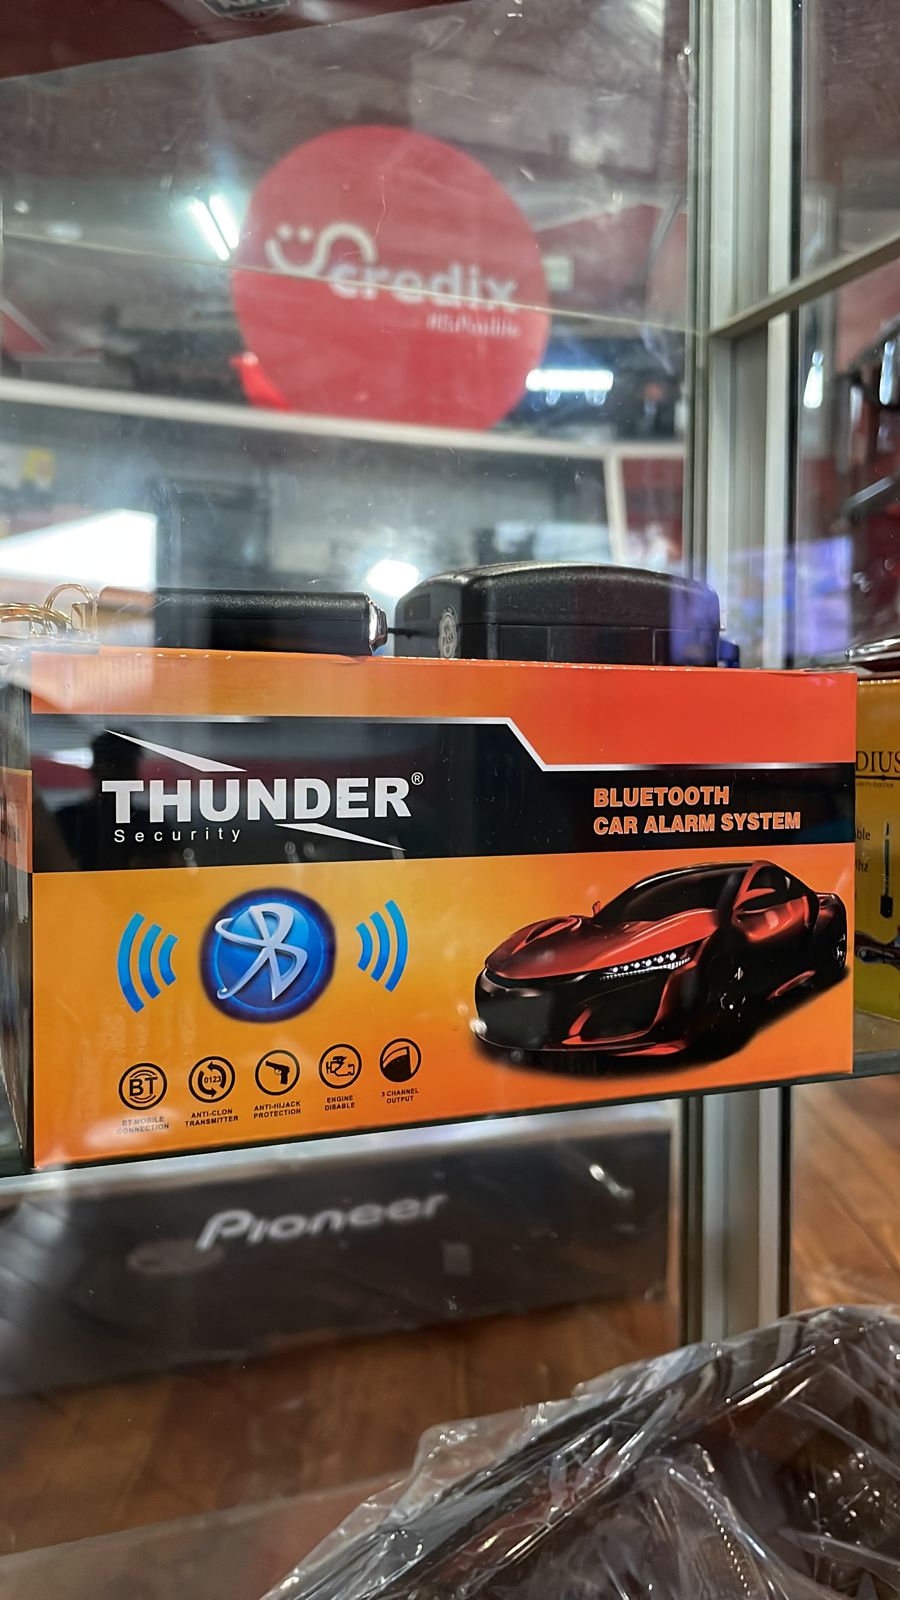 credix
THUNDER®
Security
BLUETOOTH
CAR ALARM SYSTEM
BT
BT MOBILE
CONNECTION
0123
ANTI-CLON
TRANSMITTER
ANTI-HIJACK
PROTECTION
ENGINE
DISABLE
3 CHANNEL
OUTPUT
DIUS
Pioneer